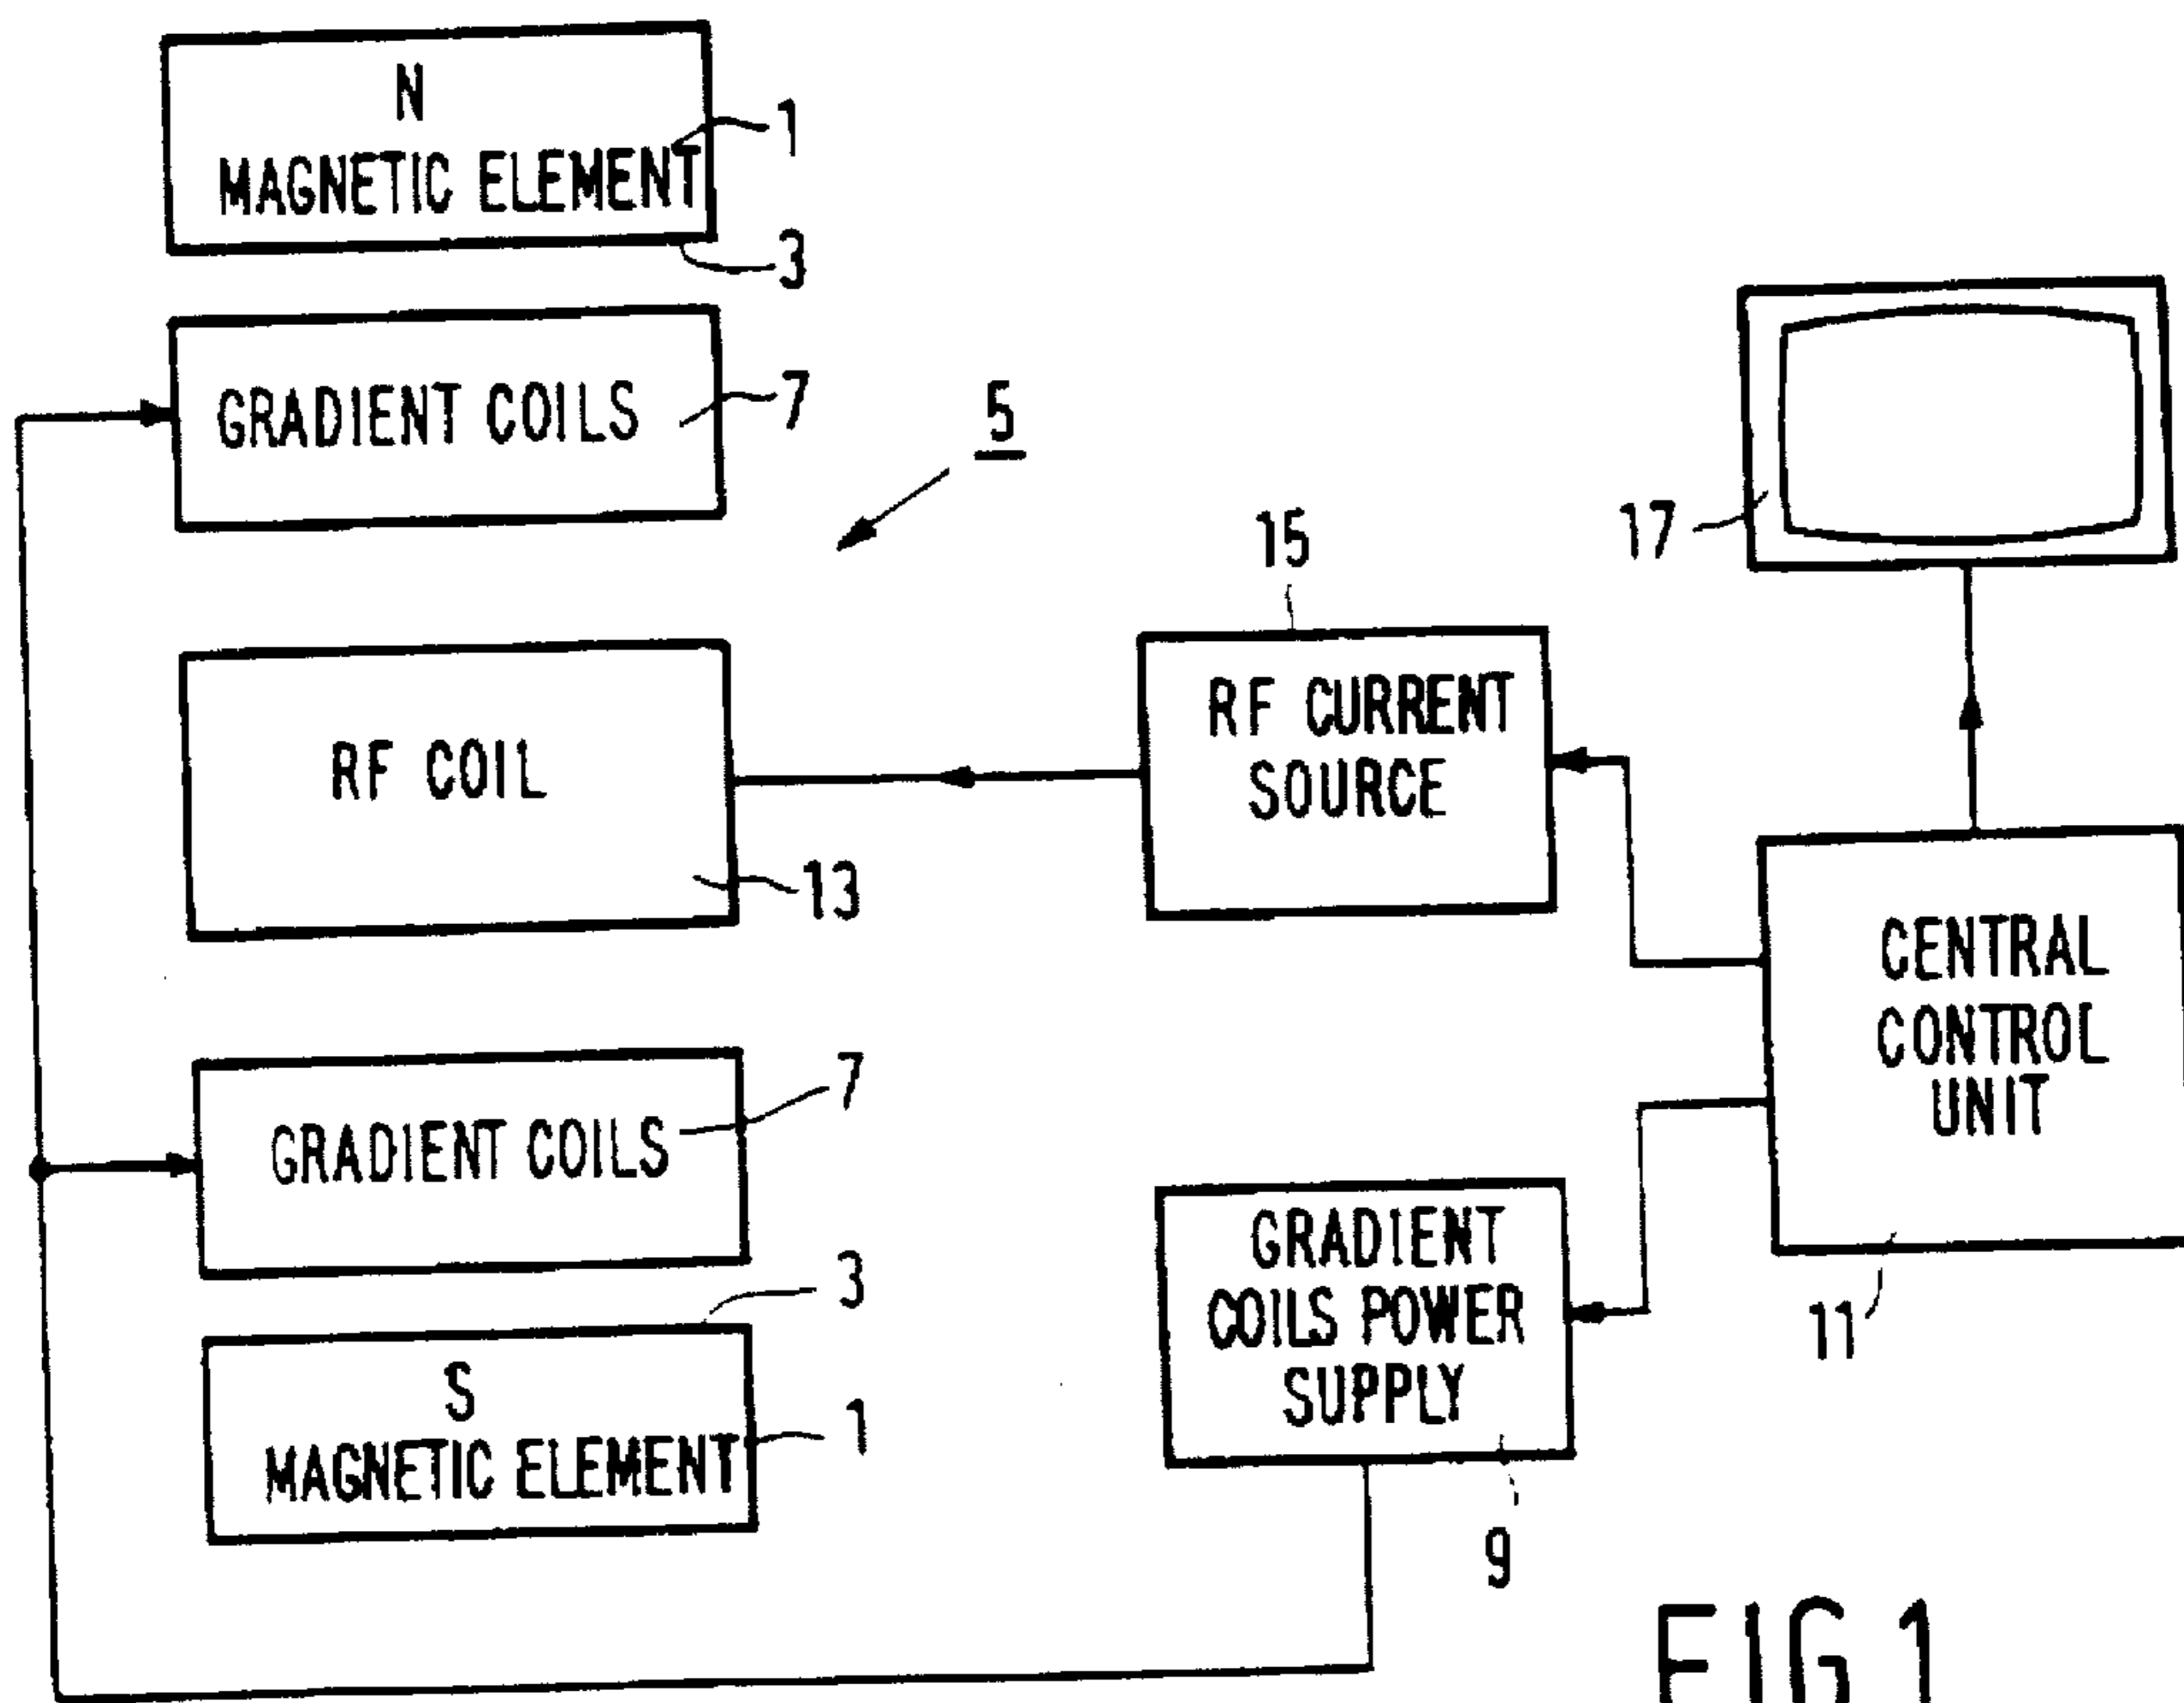 N
MAGNETIC ELEMENT
1
3
GRADIENT COILS
7
5
17
15
RF CURRENT
SOURCE
RF COIL
13
CENTRAL
CONTROL
UNIT
11
GRADIENT COILS
7
GRADIENT
COILS POWER
SUPPLY
9
3
S
MAGNETIC ELEMENT
1
FIG 1